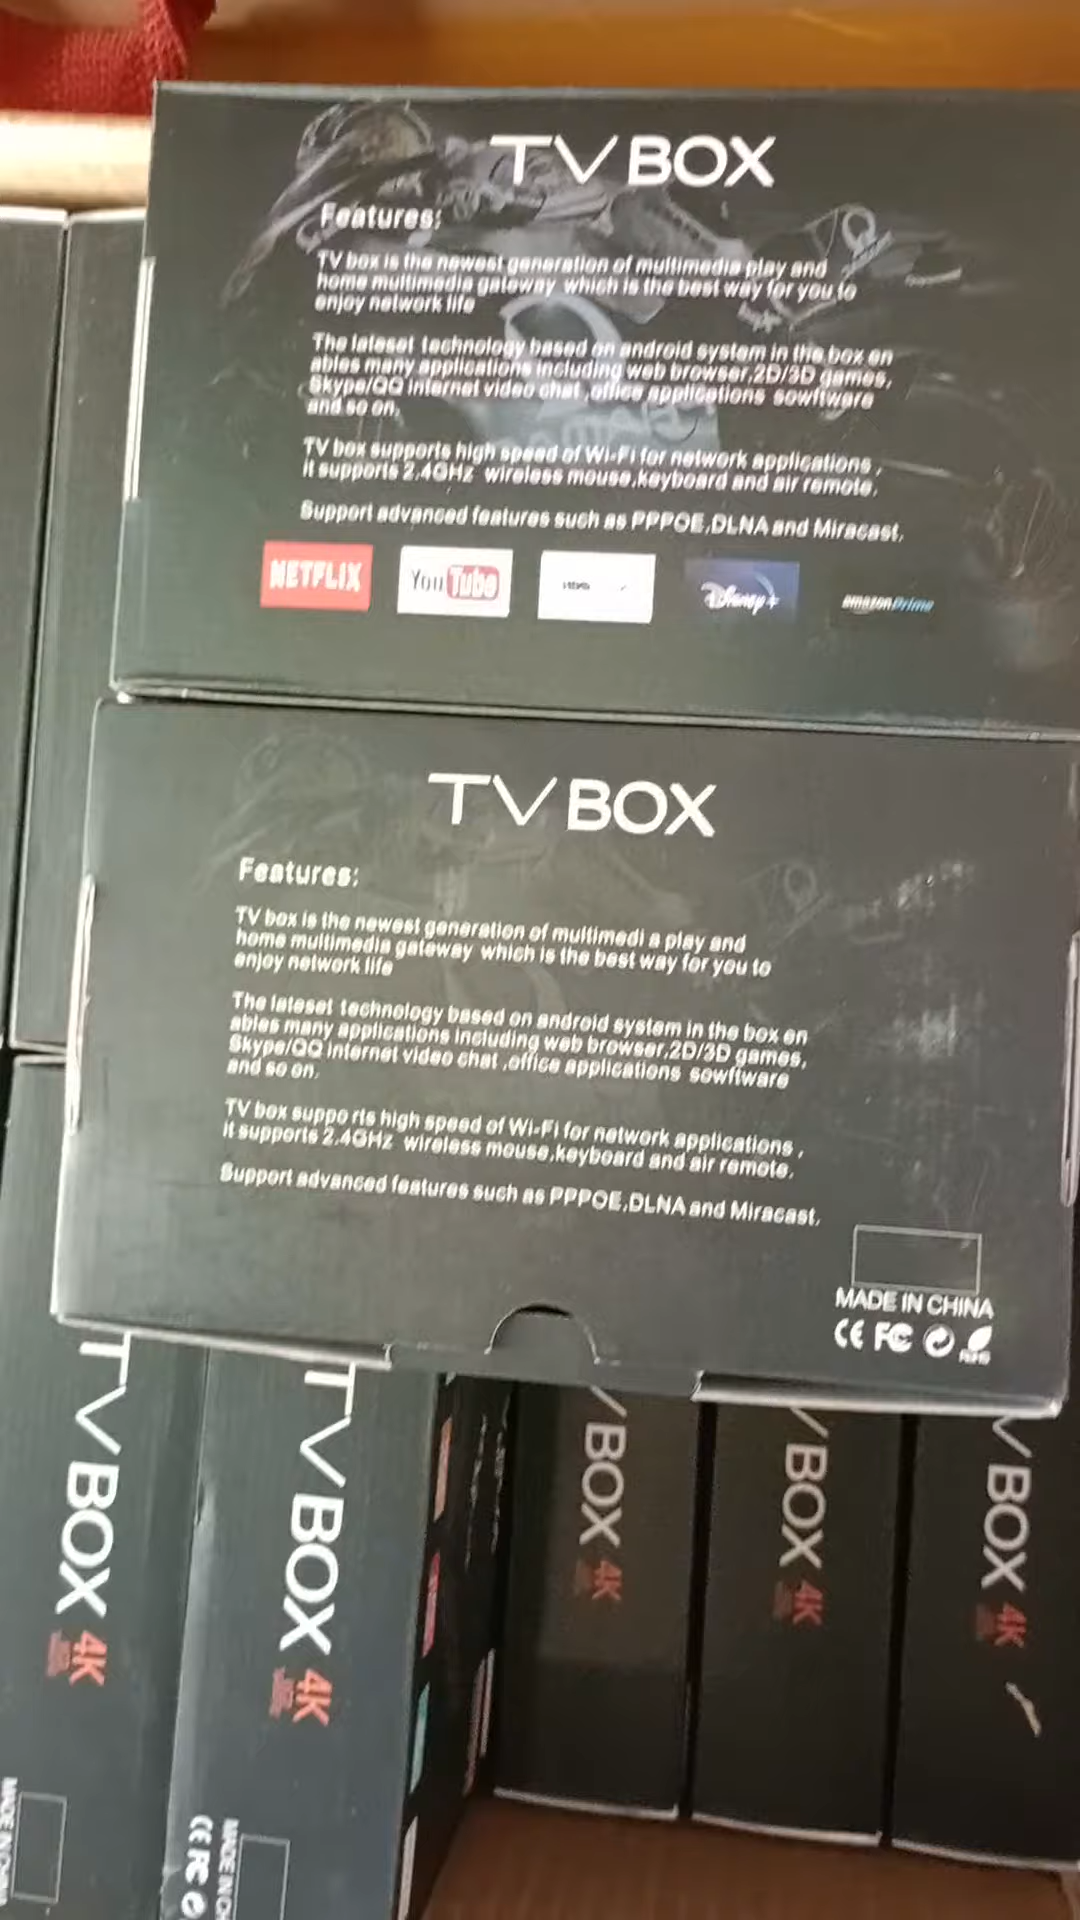 TV BOX
Features:
TV box is the newest generation of multimedia play and
home multimedia gateway which is the best way for you to
enjoy network life
The lateset technology based on android system in the box en
ables many applications including web browser,2D/3D games,
Skype/QQ internet video chat ,office applications sowftware
and so on.
TV box supports high speed of Wi-Fi for network applications ,
it supports 2.4GHz wireless mouse,keyboard and air remote.
Support advanced features such as PPPOE,DLNA and Miracast.
NETFLIX
YouTube
Disney+
amazon Prime
TV BOX
Features:
TV box is the newest generation of multimedi a play and
home multimedia gateway which is the best way for you to
enjoy network life
The lateset technology based on android system in the box en
ables many applications including web browser,2D/3D games,
Skype/QQ internet video chat ,office applications sowftware
and so on.
TV box suppo rts high speed of Wi-Fi for network applications ,
it supports 2.4GHz wireless mouse,keyboard and air remote.
Support advanced features such as PPPOE,DLNA and Miracast.
MADE IN CHINA
CE FC
TV BOX 4K
TV BOX 4K
V BOX 4K
V BOX 4K
V BOX 4K
MADE IN CHINA
MADE IN CH
CE FC